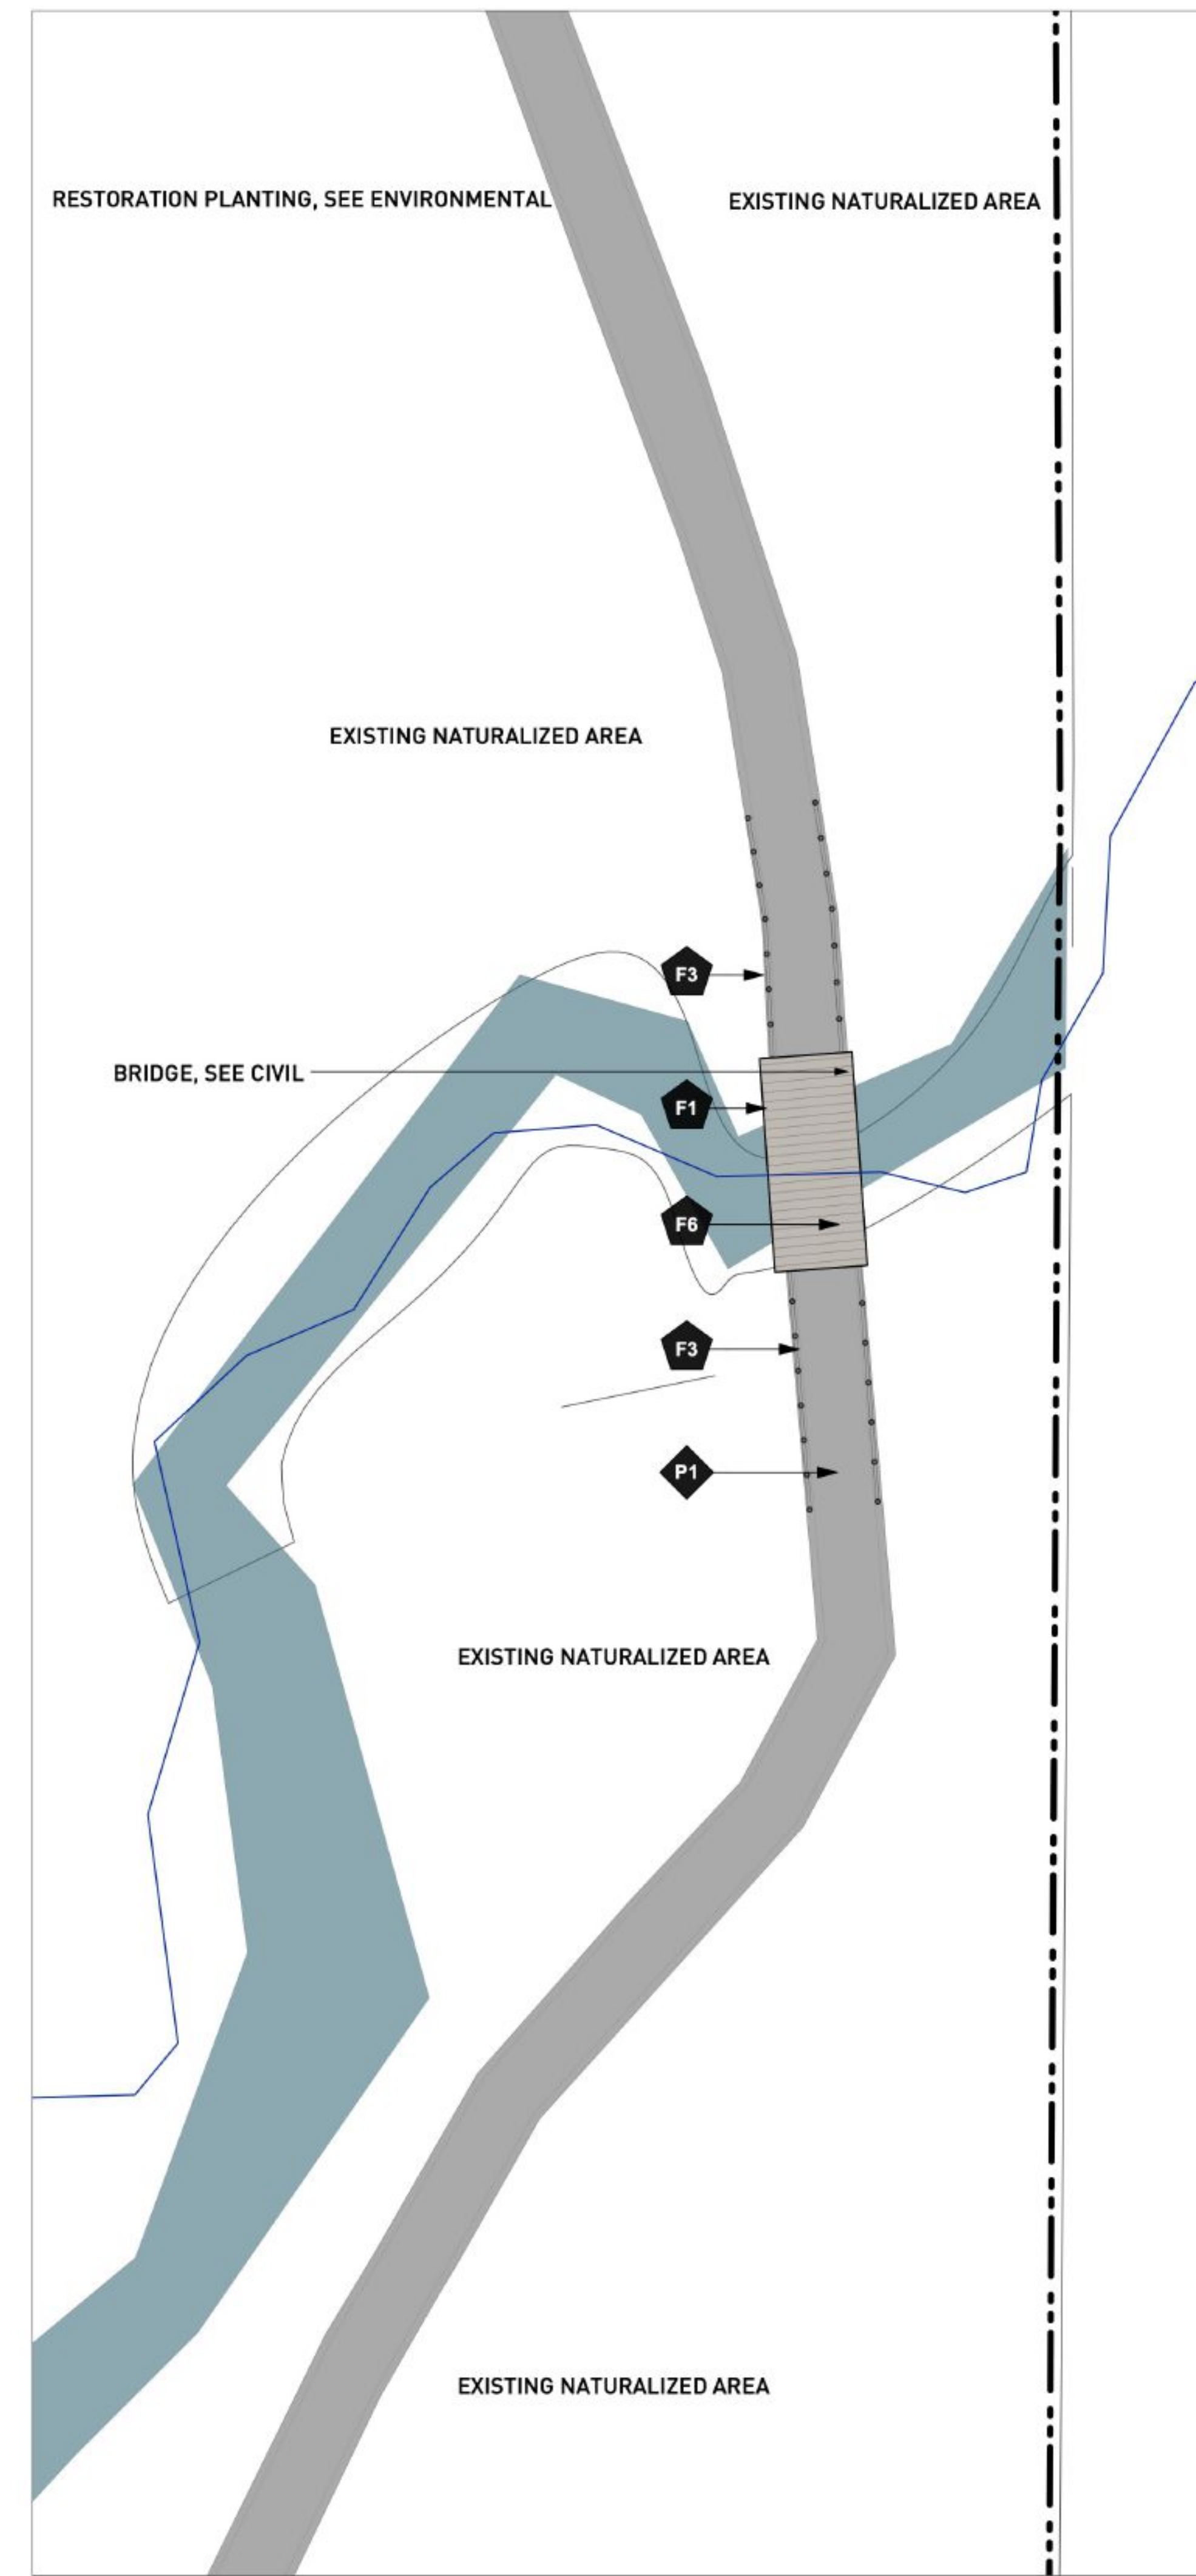 RESTORATION PLANTING, SEE ENVIRONMENTAL
EXISTING NATURALIZED AREA
EXISTING NATURALIZED AREA
F3
BRIDGE, SEE CIVIL
F1
F6
F3
P1
EXISTING NATURALIZED AREA
EXISTING NATURALIZED AREA